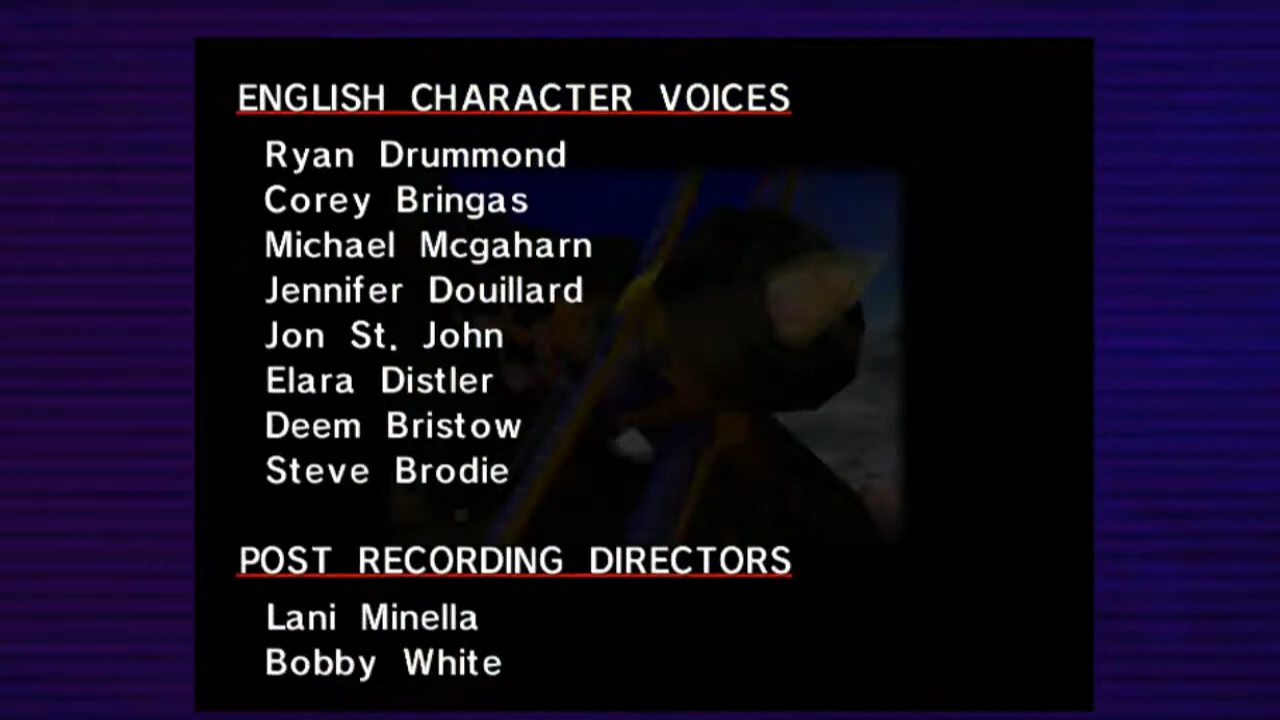 ENGLISH CHARACTER VOICES
Ryan Drummond
Corey Bringas
Michael Mcgaharn
Jennifer Douillard
Jon St. John
Elara Distler
Deem Bristow
Steve Brodie
POST RECORDING DIRECTORS
Lani Minella
Bobby White